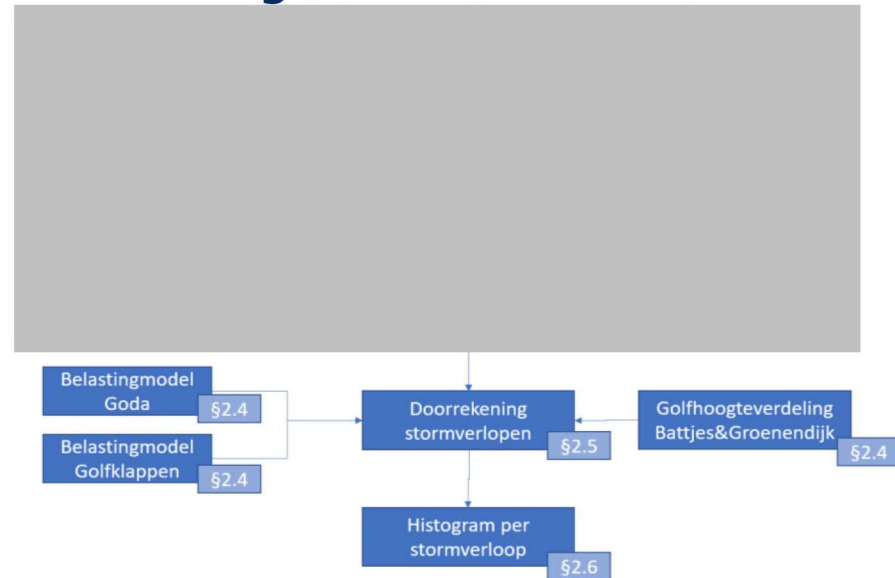 Belastingmodel
Goda
§2.4
Belastingmodel
Golfklappen
§2.4
Doorrekening
stormverlopen
§2.5
Golfhoogteverdeling
Battjes&Groenendijk
§2.4
Histogram per
stormverloop
§2.6